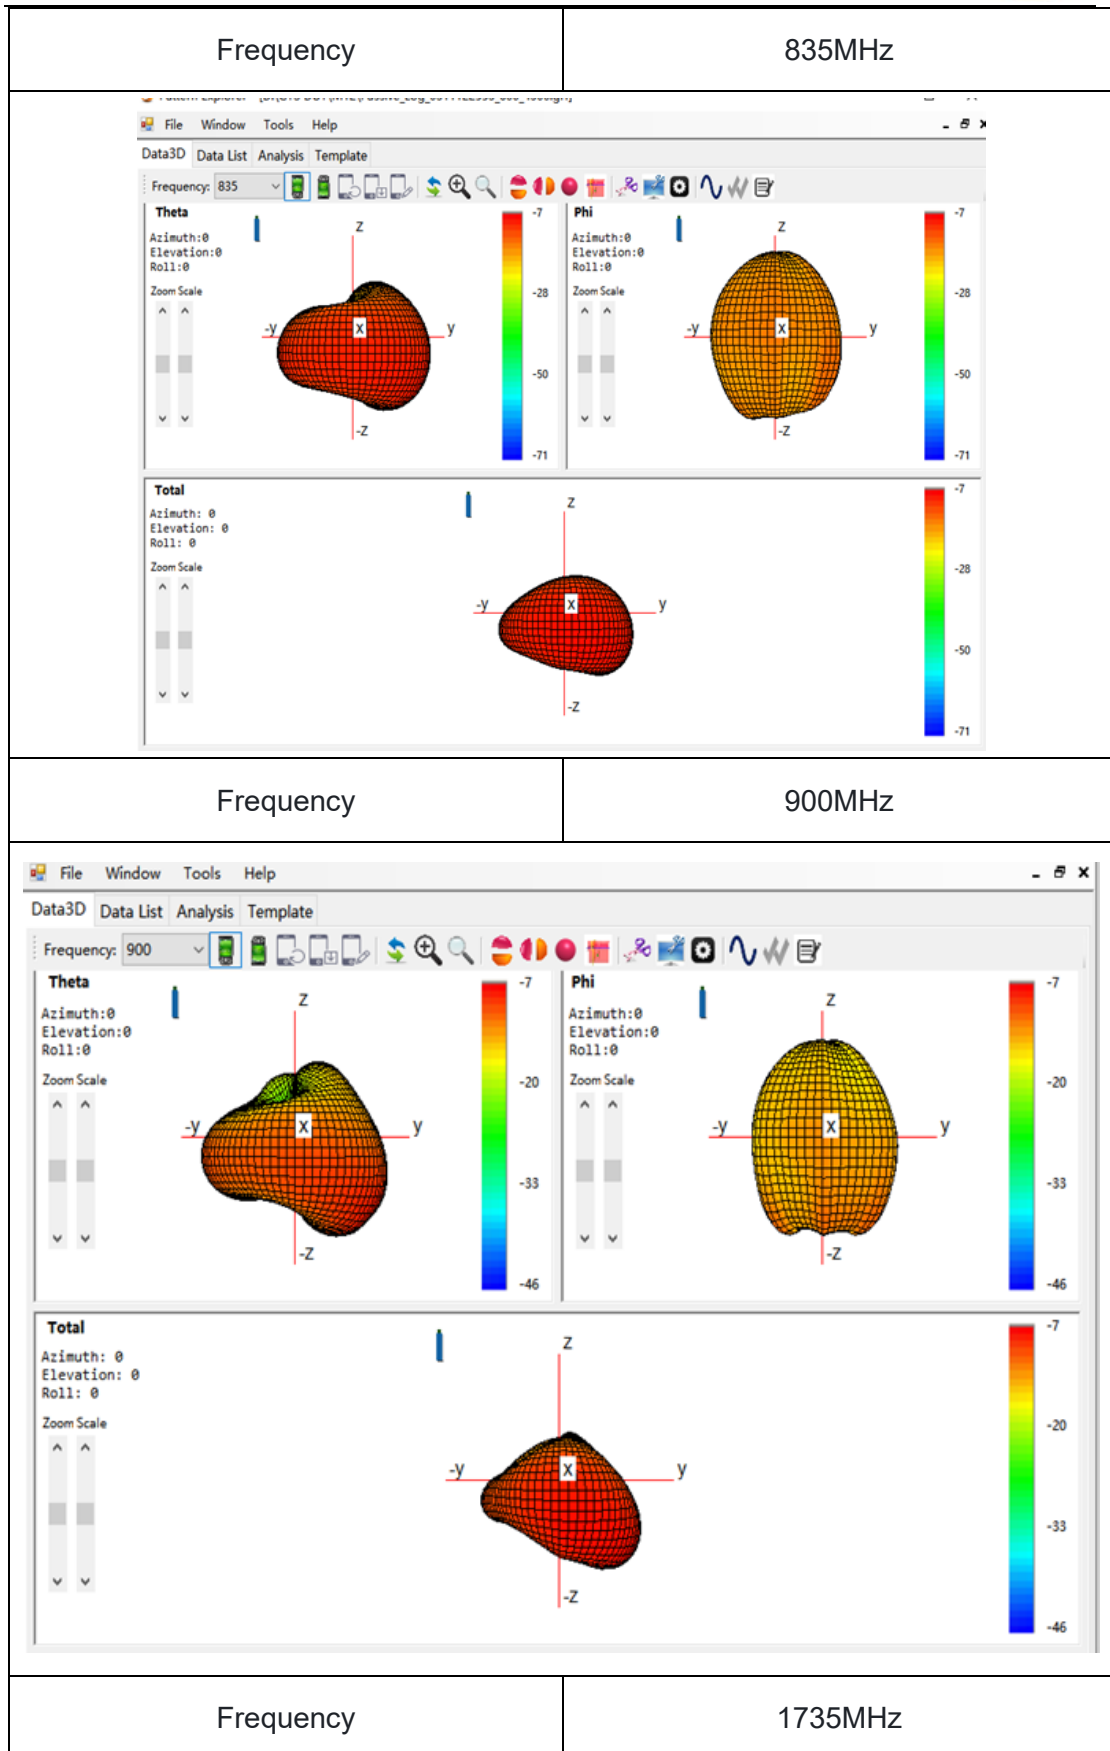 Frequency 835MHz
File Window Tools Help
Data3D Data List Analysis Template
Frequency: 835
Theta
Azimuth:0
Elevation:0
Roll:0
Zoom Scale
z
-y x y
-z
-7
-28
-50
-71
Phi
Azimuth:0
Elevation:0
Roll:0
Zoom Scale
z
-y x y
-z
-7
-28
-50
-71
Total
Azimuth: 0
Elevation: 0
Roll: 0
Zoom Scale
z
-y x y
-z
-7
-28
-50
-71
Frequency 900MHz
File Window Tools Help
Data3D Data List Analysis Template
Frequency: 900
Theta
Azimuth:0
Elevation:0
Roll:0
Zoom Scale
z
-y x y
-z
-7
-20
-33
-46
Phi
Azimuth:0
Elevation:0
Roll:0
Zoom Scale
z
-y x y
-z
-7
-20
-33
-46
Total
Azimuth: 0
Elevation: 0
Roll: 0
Zoom Scale
z
-y x y
-z
-7
-20
-33
-46
Frequency 1735MHz